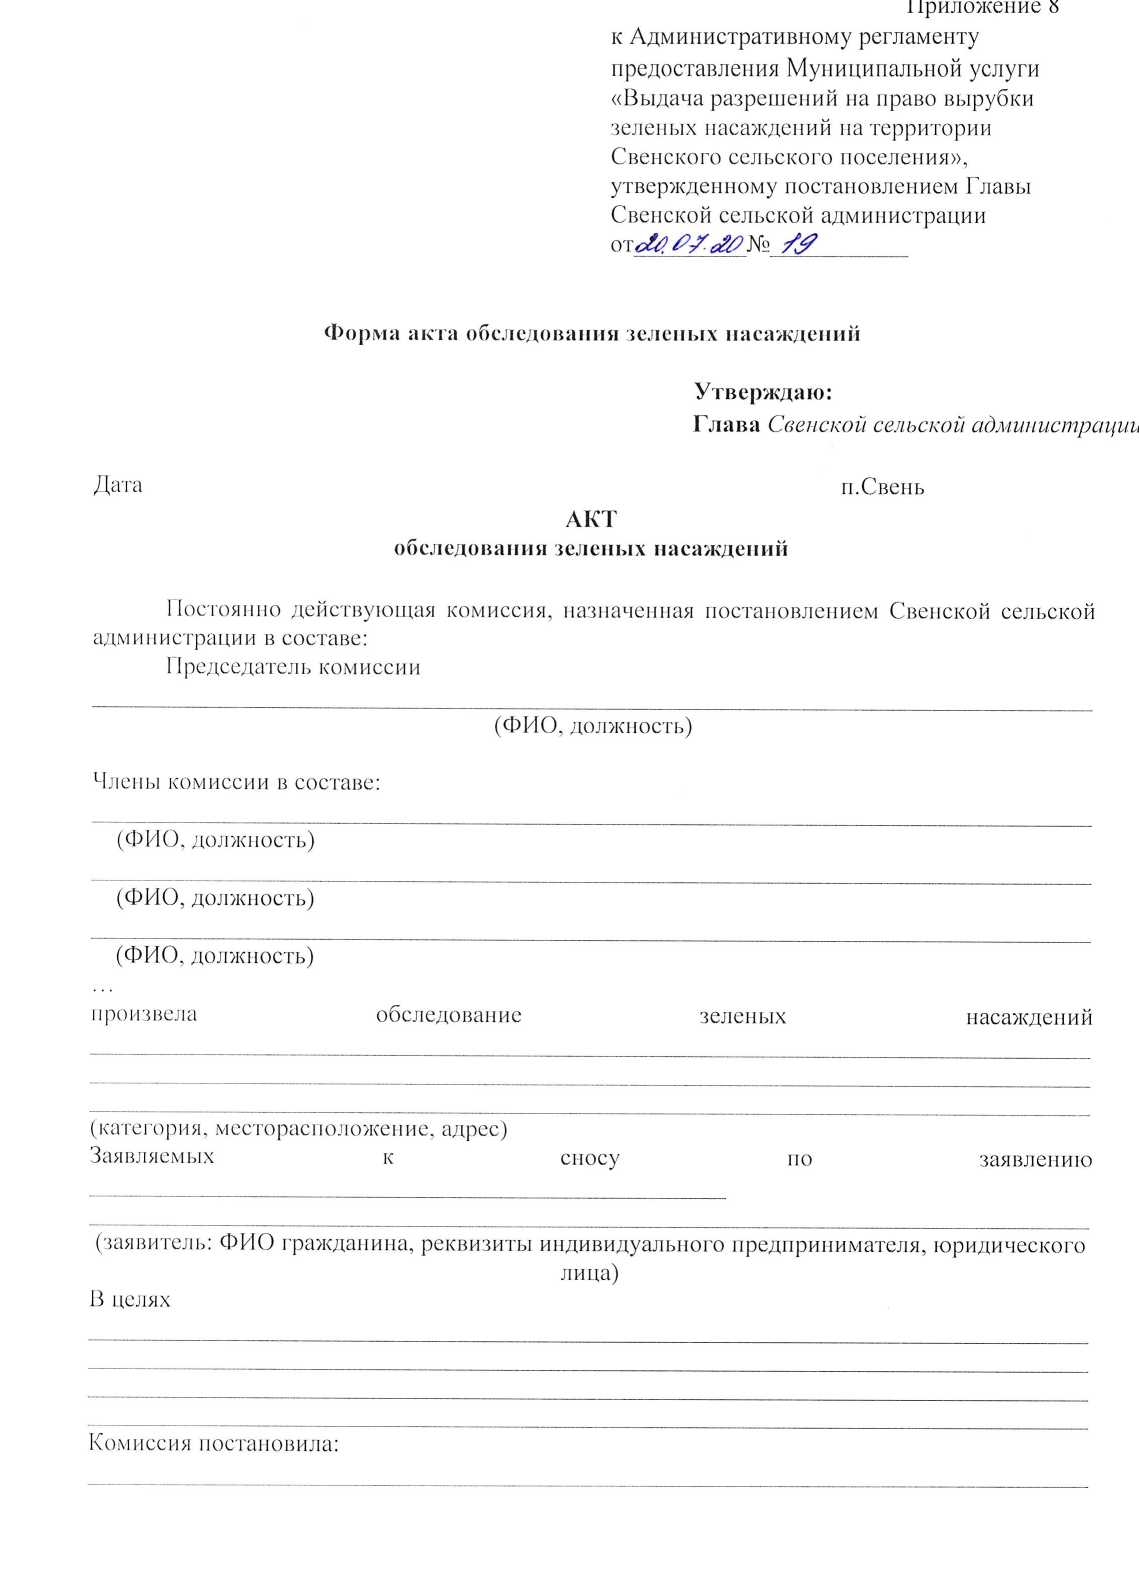 Приложение 8
к Административному регламенту
предоставления Муниципальной услуги
«Выдача разрешений на право вырубки
зеленых насаждений на территории
Свенского сельского поселения»,
утвержденному постановлением Главы
Свенской сельской администрации
от 20.07.20 № 19
Форма акта обследования зеленых насаждений
Утверждаю:
Глава Свенской сельской администрации
Дата п.Свень
АКТ
обследования зеленых насаждений
Постоянно действующая комиссия, назначенная постановлением Свенской сельской
администрации в составе:
Председатель комиссии
(ФИО, должность)
Члены комиссии в составе:
(ФИО, должность)
(ФИО, должность)
(ФИО, должность)
...
произвела обследование зеленых насаждений
(категория, месторасположение, адрес)
Заявляемых к сносу по заявлению
(заявитель: ФИО гражданина, реквизиты индивидуального предпринимателя, юридического
лица)
В целях
Комиссия постановила: